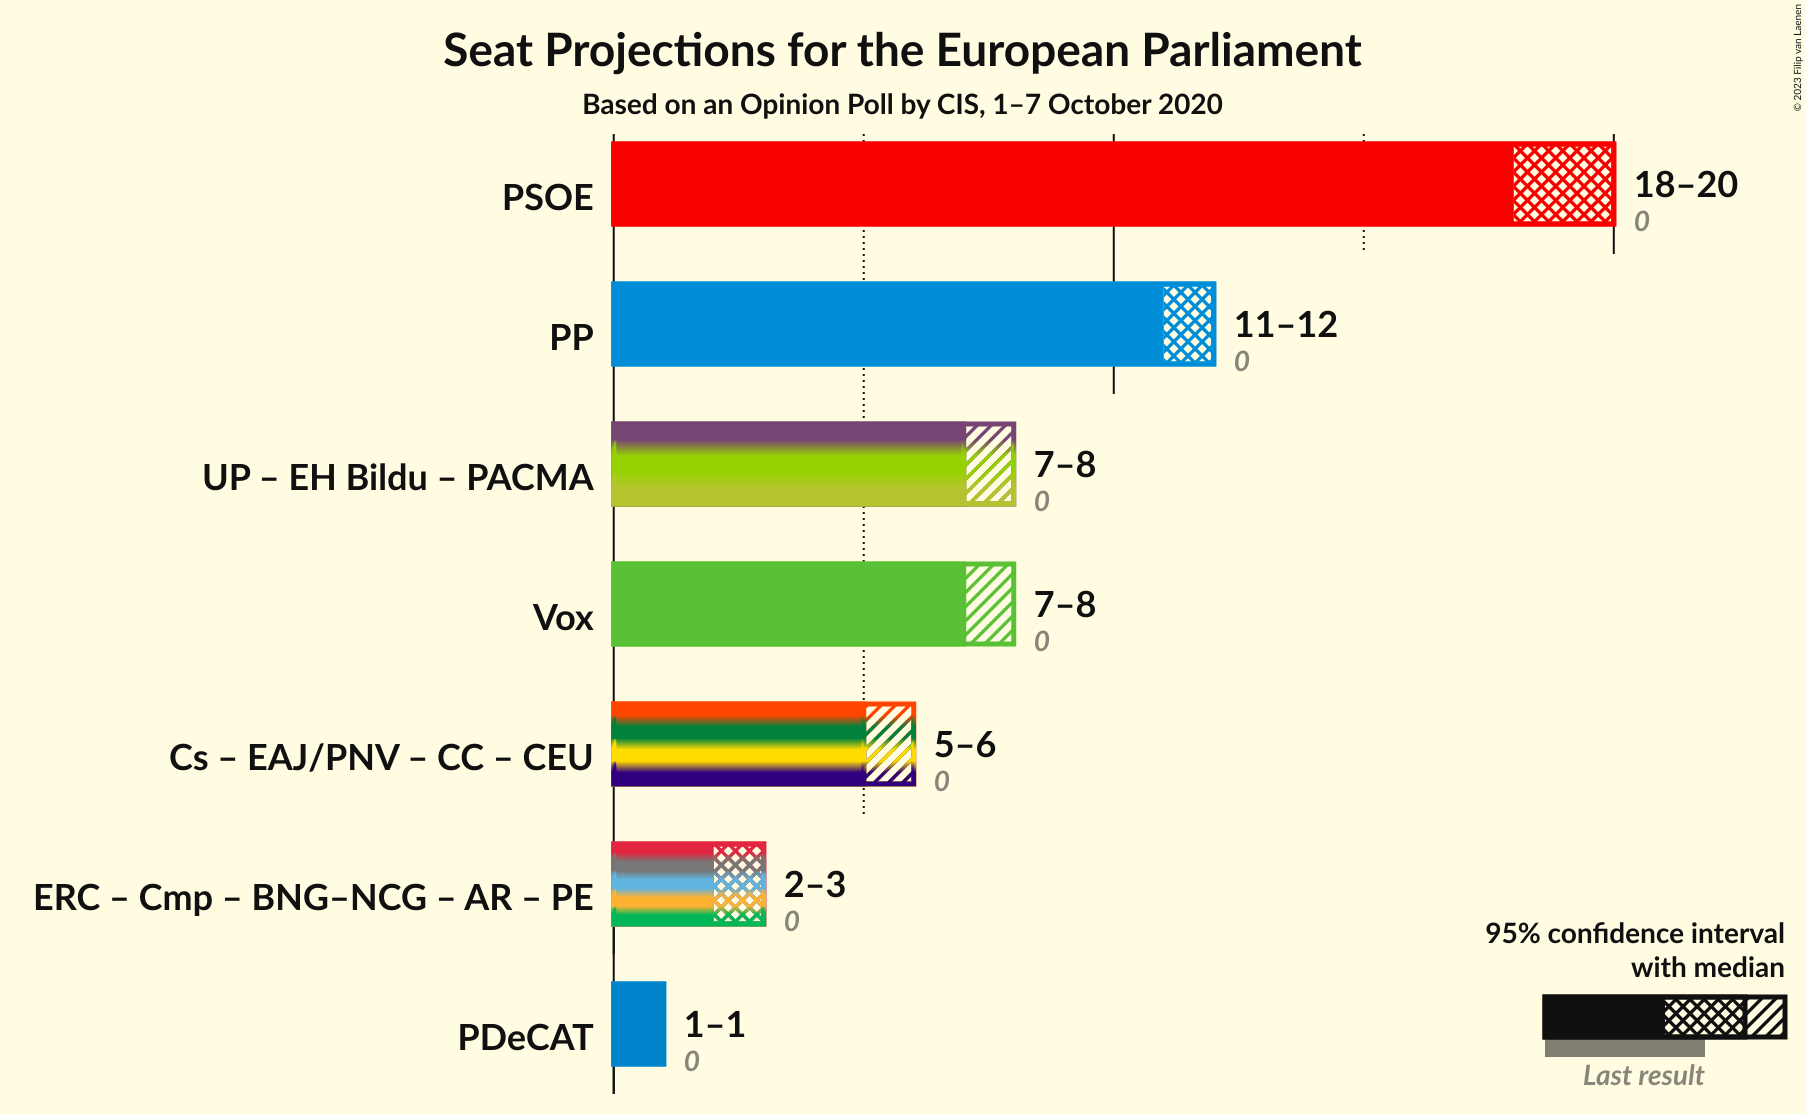 Seat Projections for the European Parliament
Based on an Opinion Poll by CIS, 1–7 October 2020
© 2023 Filip van Laenen
PSOE
18–20
0
PP
11–12
0
UP – EH Bildu – PACMA
7–8
0
Vox
7–8
0
Cs – EAJ/PNV – CC – CEU
5–6
0
ERC – Cmp – BNG–NCG – AR – PE
2–3
0
PDeCAT
1–1
0
95% confidence interval
with median
Last result